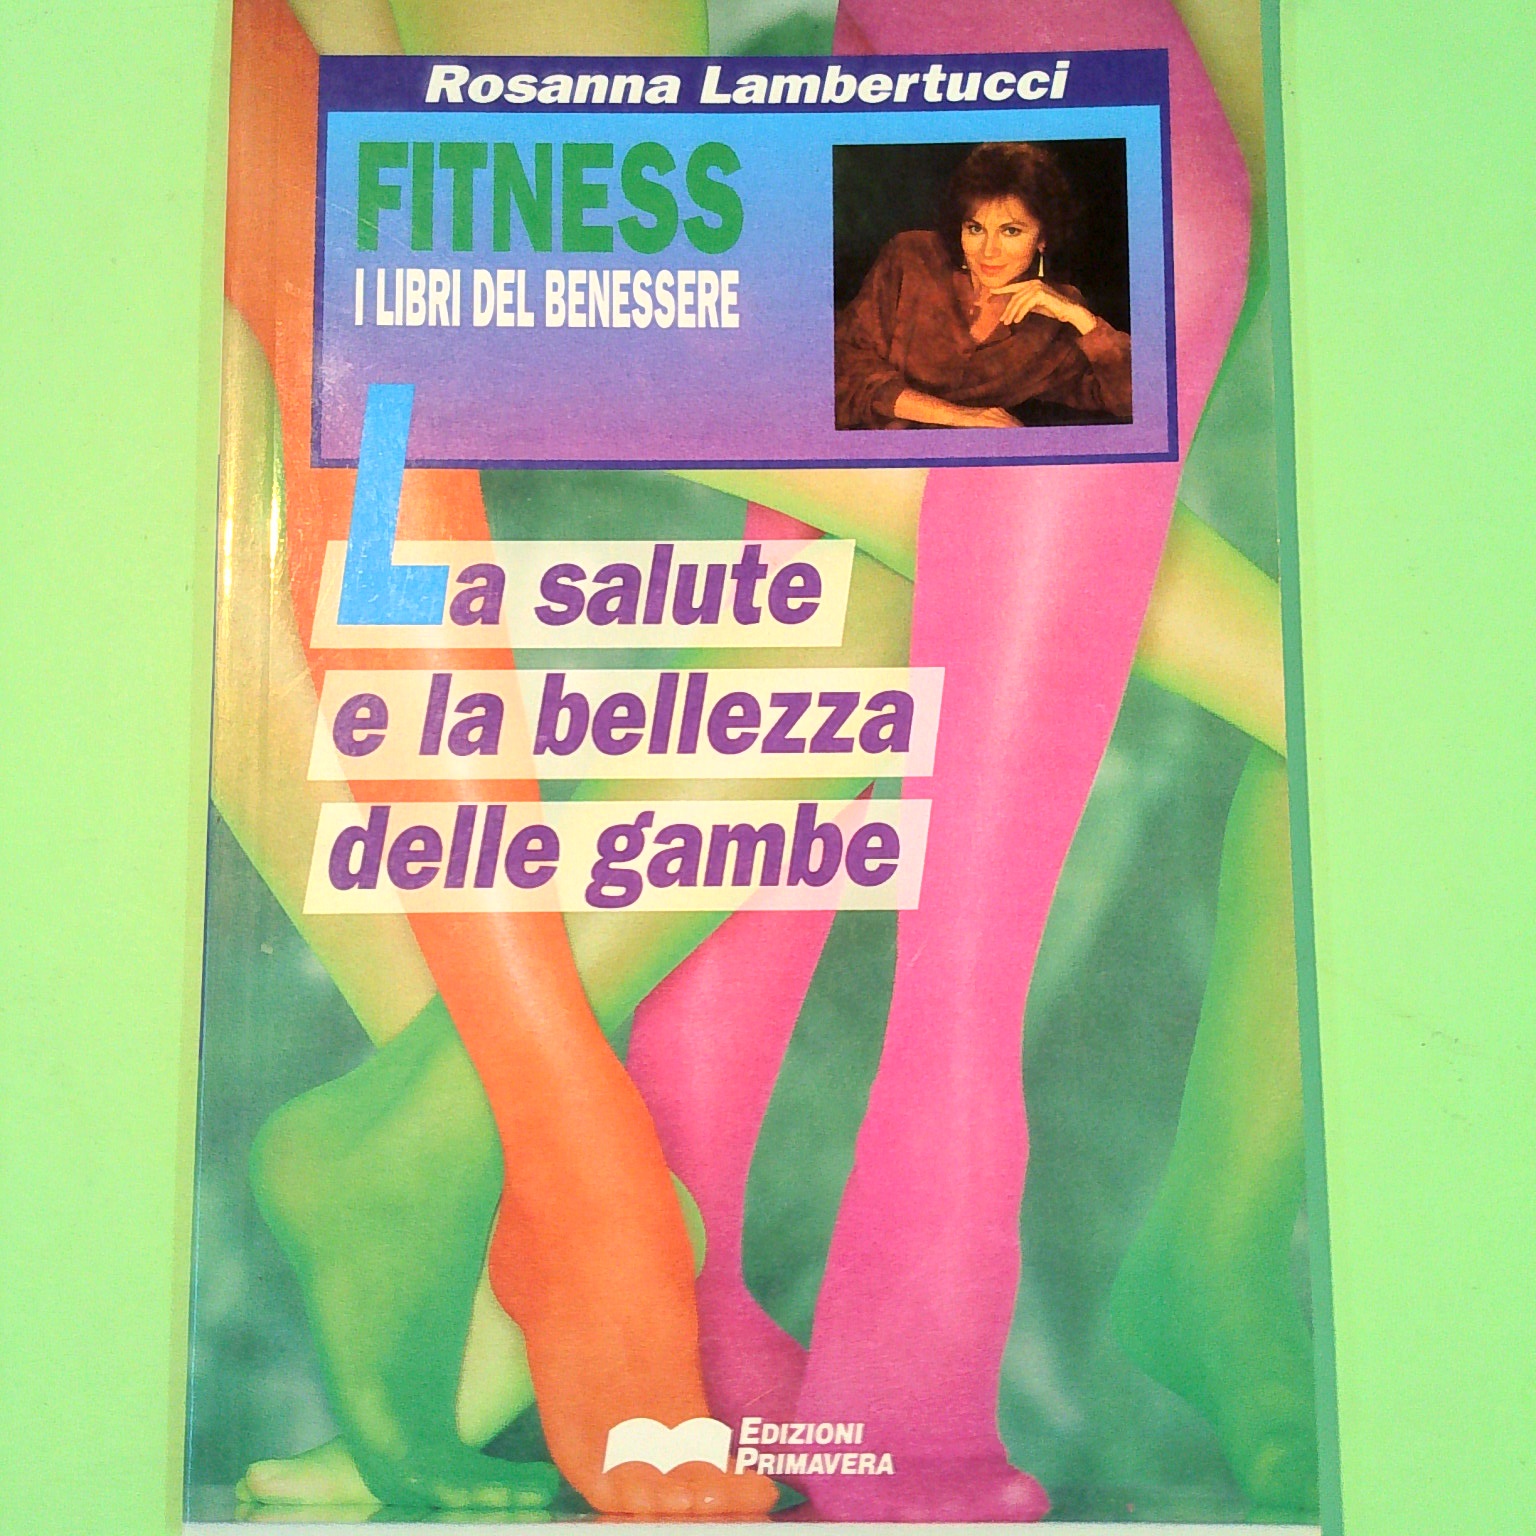 Rosanna Lambertucci
FITNESS
I LIBRI DEL BENESSERE
La salute
e la bellezza
delle gambe
EDIZIONI
PRIMAVERA